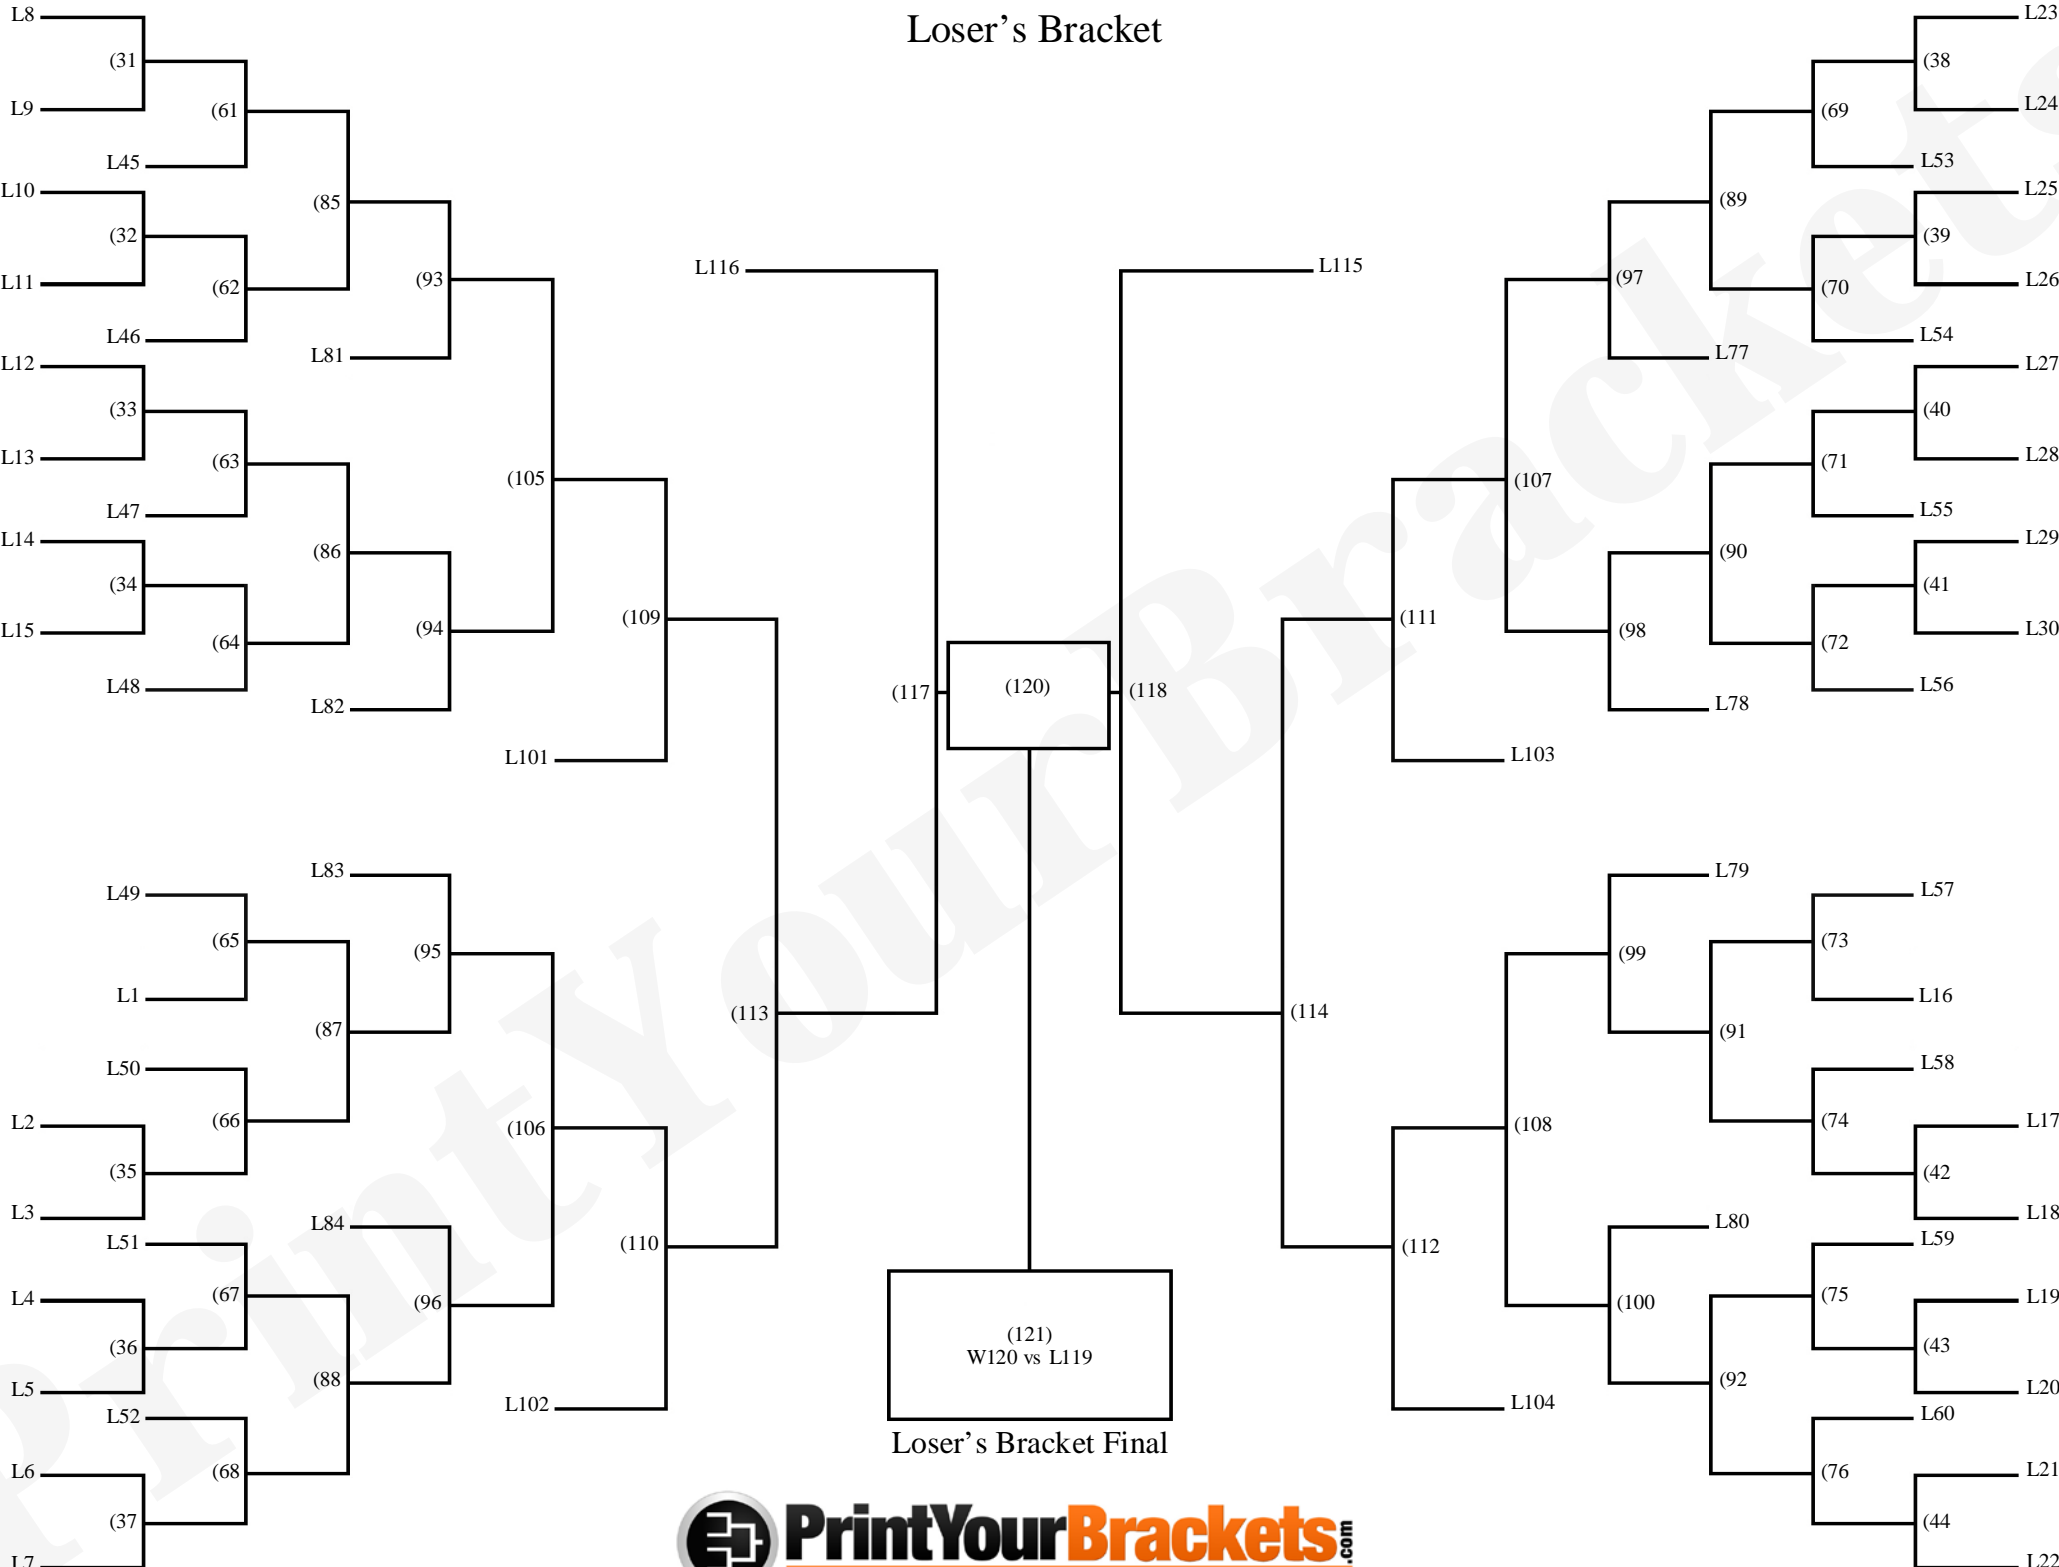 Loser's Bracket
L8
(31
L9
(61
L45
L10
(85
(32
L11
(62
(93
L46
L81
L12
(33
L13
(63
(105
L47
L14
(86
(34
L15
(64
(94
(109
L48
L82
L101
L116
(117
(120)
L83
L49
(65
(95
L1
(113
(87
L50
L2
(66
(106
(35
L3
L84
L51
(110
L4
(67
(96
(36
L5
(88
L52
L102
L6
(68
(37
L7
L115
(118
L23
(38
L24
(69
L53
L25
(89
(39
L26
(70
(97
L54
L77
L27
(40
L28
(71
(107
L55
L29
(90
(41
L30
(72
(98
(111
L56
L78
L103
L79
L57
(73
(99
L16
(114
(91
L58
L17
(74
(108
(42
L18
L80
L59
(112
L19
(75
(100
(43
L20
(92
L60
L104
L21
(76
(44
L22
(121)
W120 vs L119
Loser's Bracket Final
PrintYourBrackets.com
PrintYourBrackets